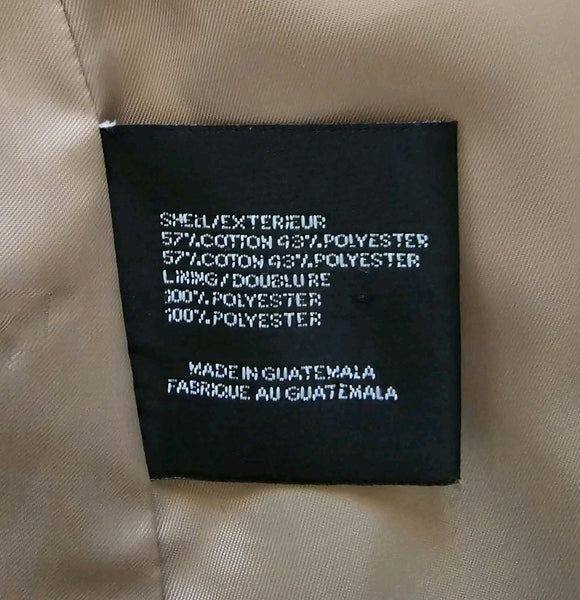 SHELL/EXTERIEUR
57% COTTON 43% POLYESTER
57% COTON 43% POLYESTER
LINING/DOUBLURE
100% POLYESTER
100% POLYESTER
MADE IN GUATEMALA
FABRIQUE AU GUATEMALA